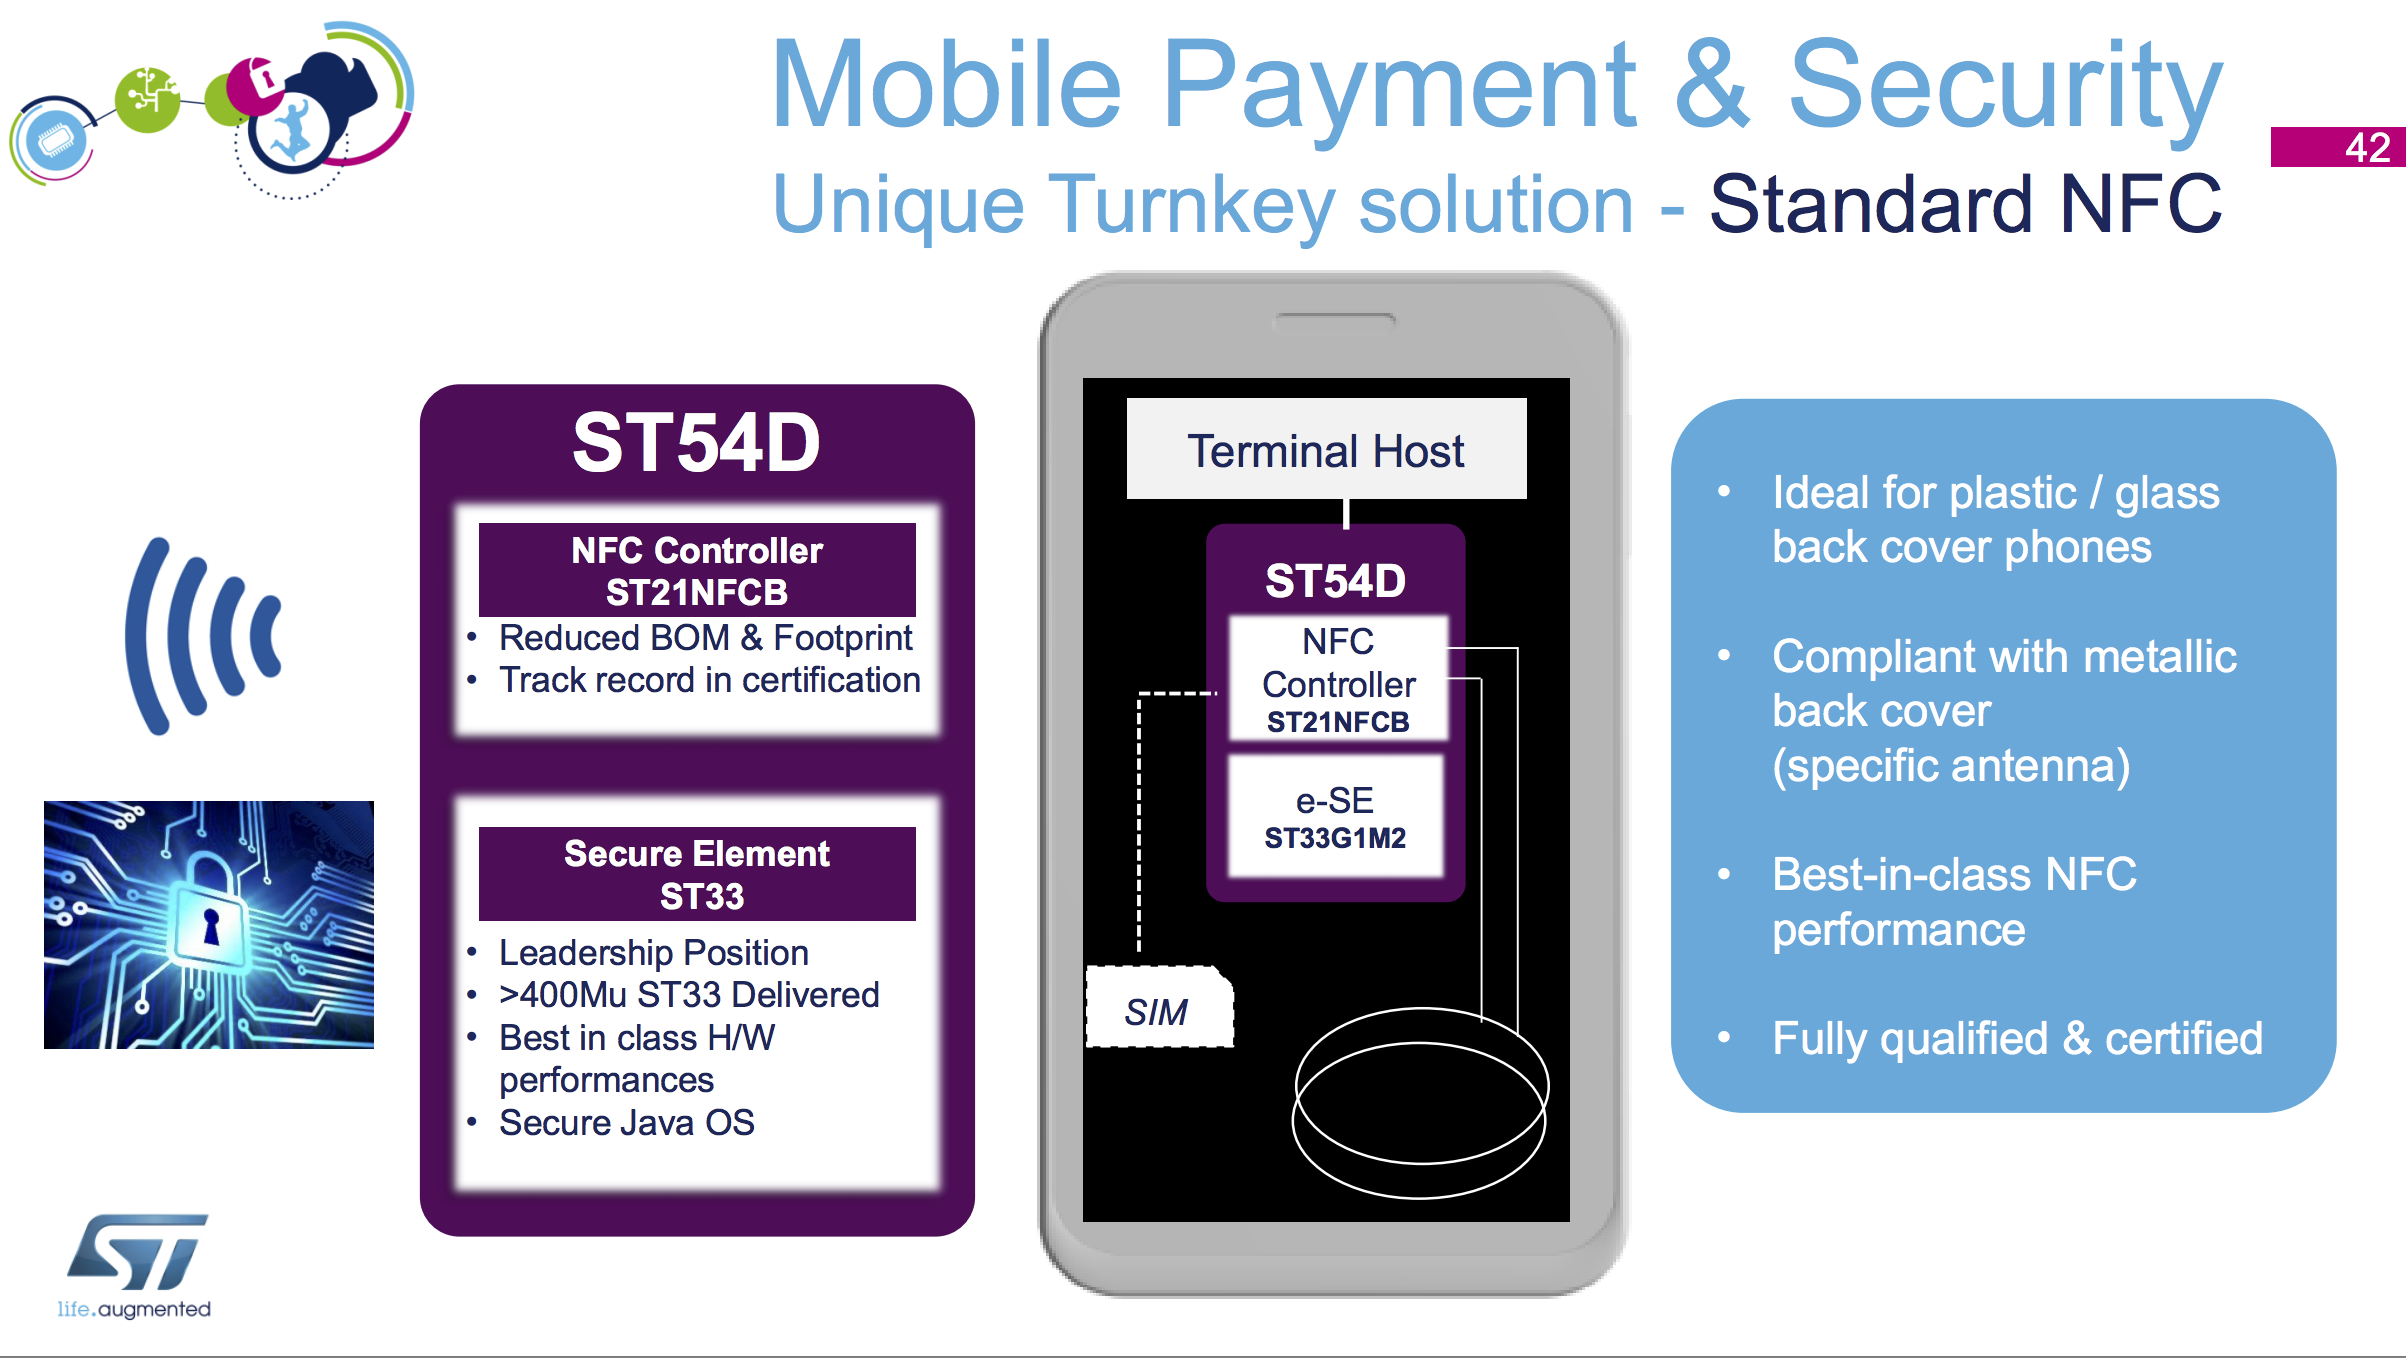 Mobile Payment & Security
42
Unique Turnkey solution - Standard NFC
ST54D
NFC Controller
ST21NFCB
• Reduced BOM & Footprint
• Track record in certification
Secure Element
ST33
• Leadership Position
• >400Mu ST33 Delivered
• Best in class H/W
performances
• Secure Java OS
Terminal Host
ST54D
NFC
Controller
ST21NFCB
e-SE
ST33G1M2
SIM
• Ideal for plastic / glass
back cover phones
• Compliant with metallic
back cover
(specific antenna)
• Best-in-class NFC
performance
• Fully qualified & certified
ST
life.augmented